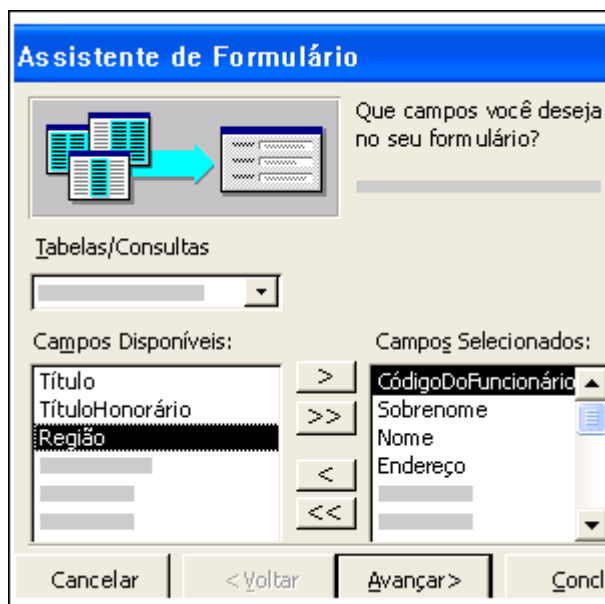 Assistente de Formulário
Que campos você deseja
no seu formulário?
Tabelas/Consultas
Campos Disponíveis:
Campos Selecionados:
Título
TítuloHonorário
Região
>
>>
<
<<
CódigoDoFuncionário
Sobrenome
Nome
Endereço
Cancelar
< Voltar
Avançar >
Concl